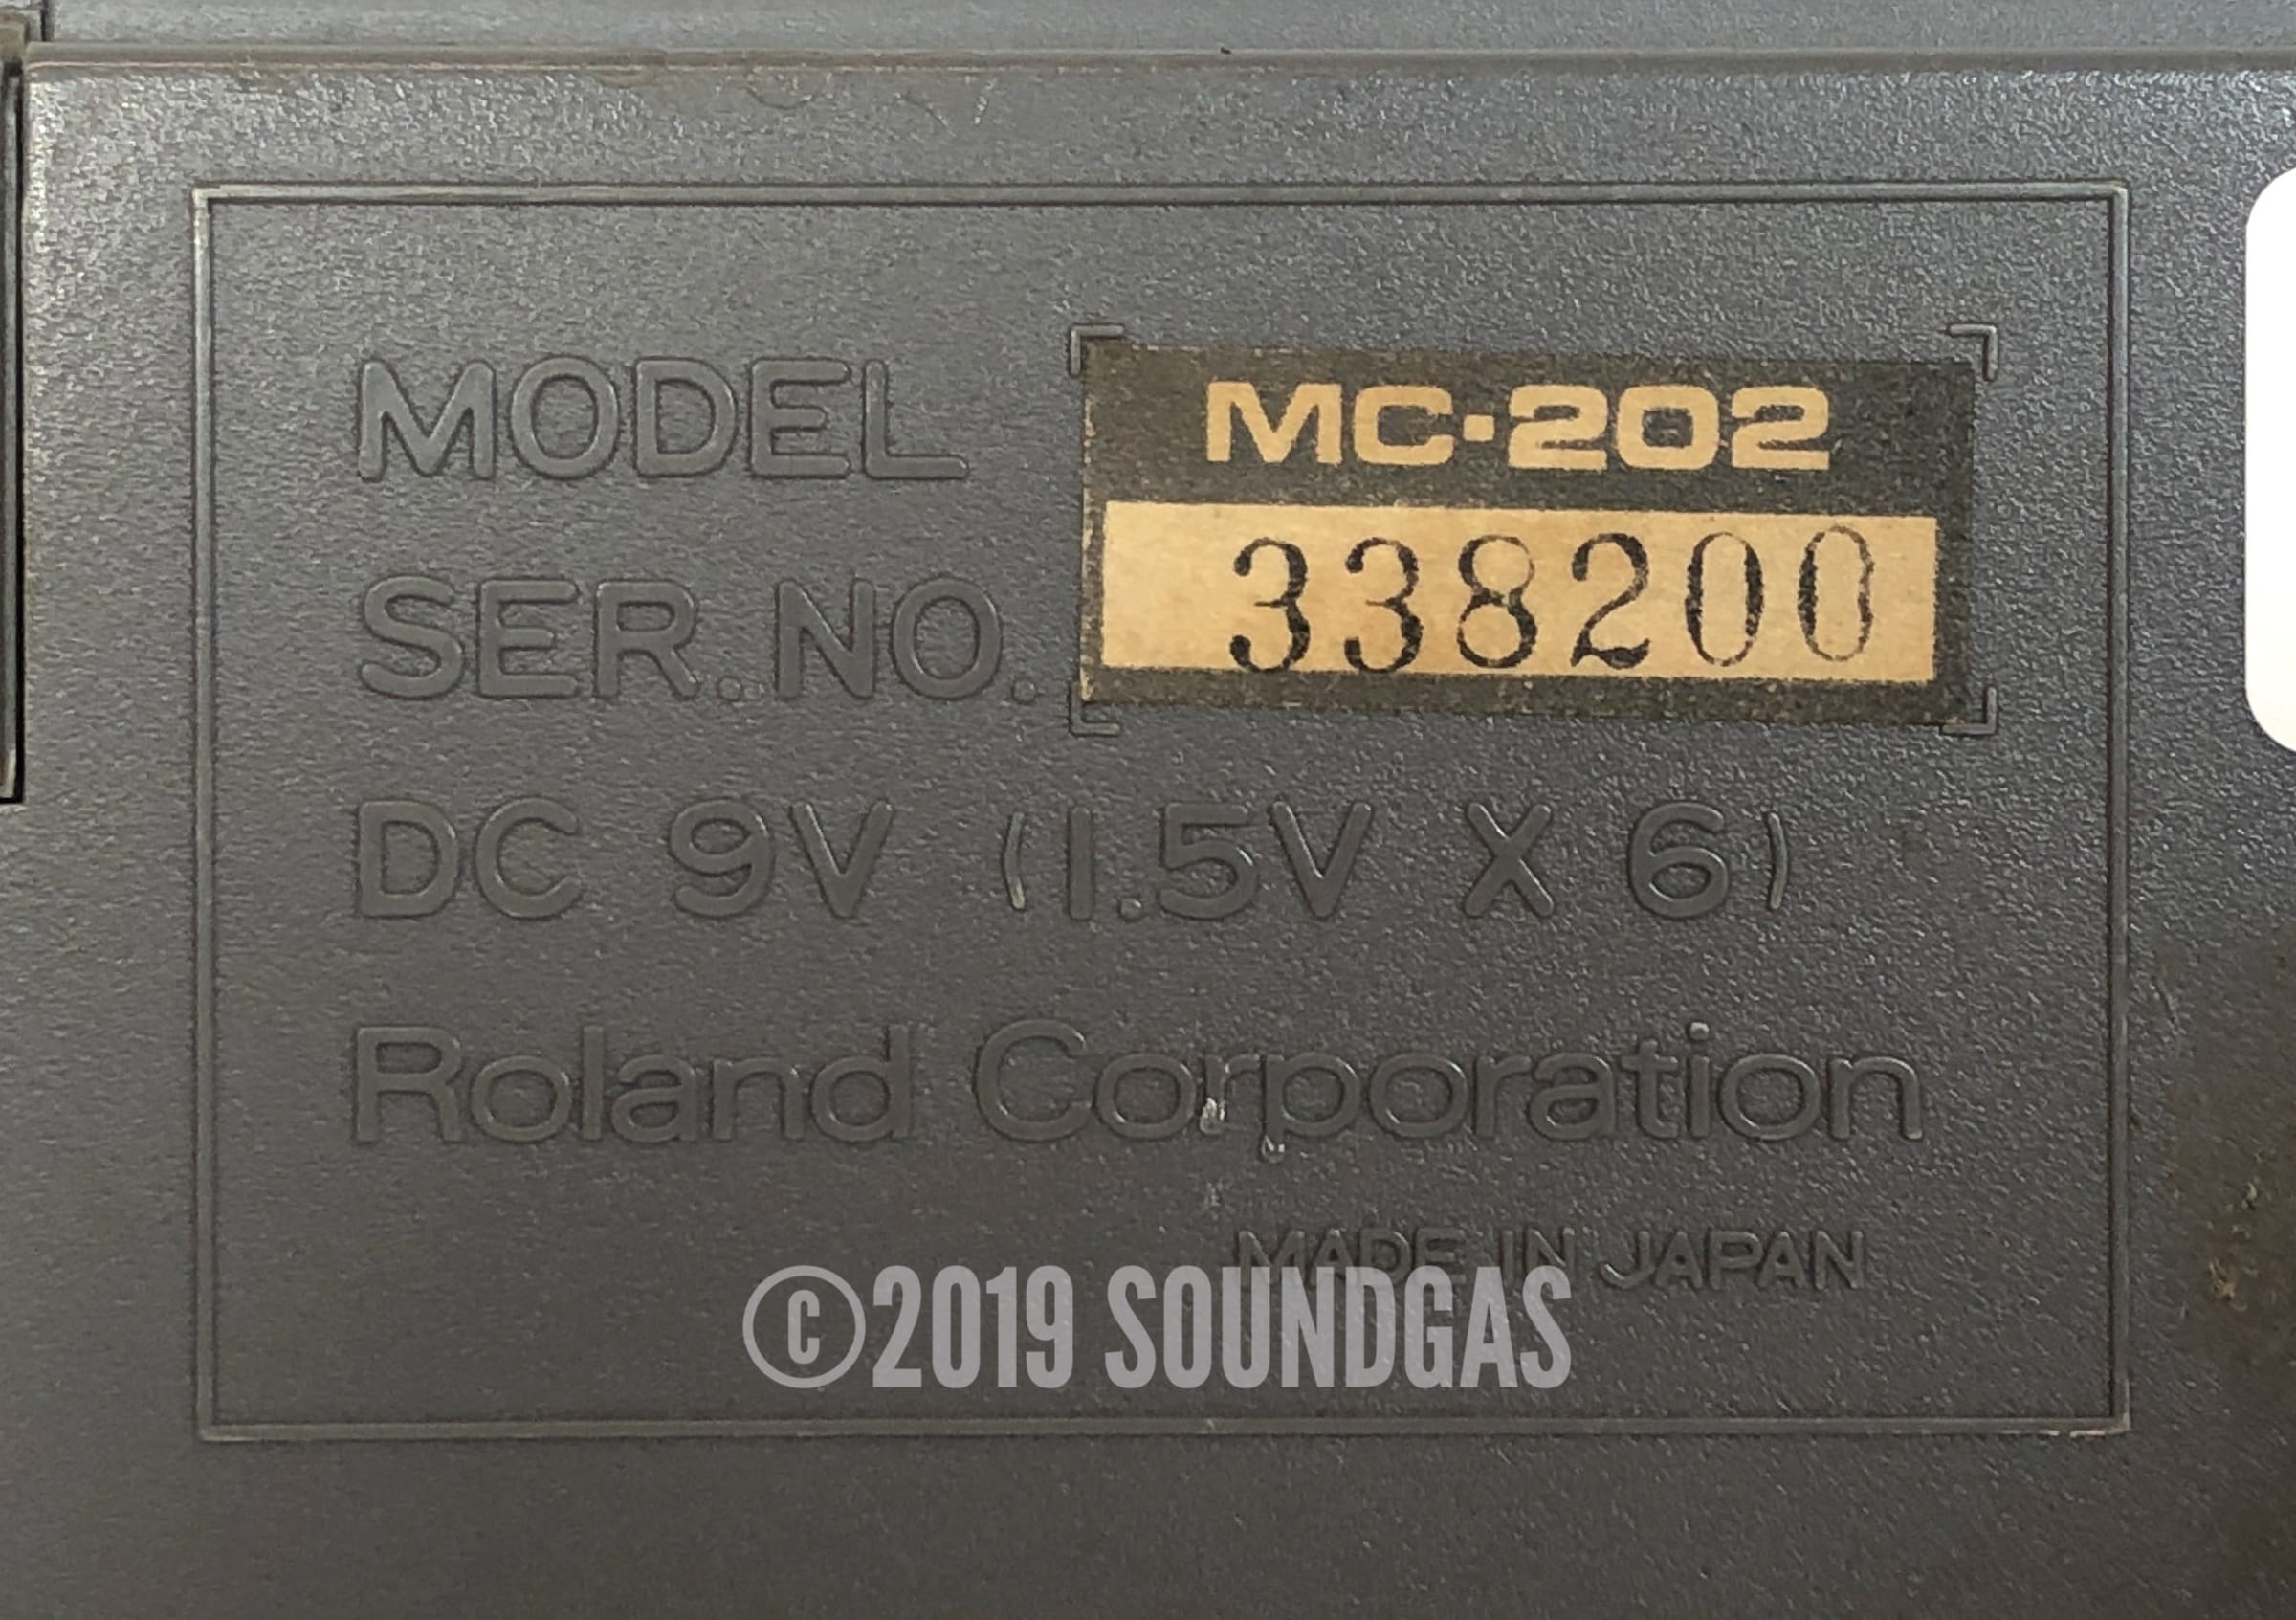 MODEL MC-202
SER.NO. 338200
DC 9V (1.5V X 6)
Roland Corporation
MADE IN JAPAN
©2019 SOUNDGAS